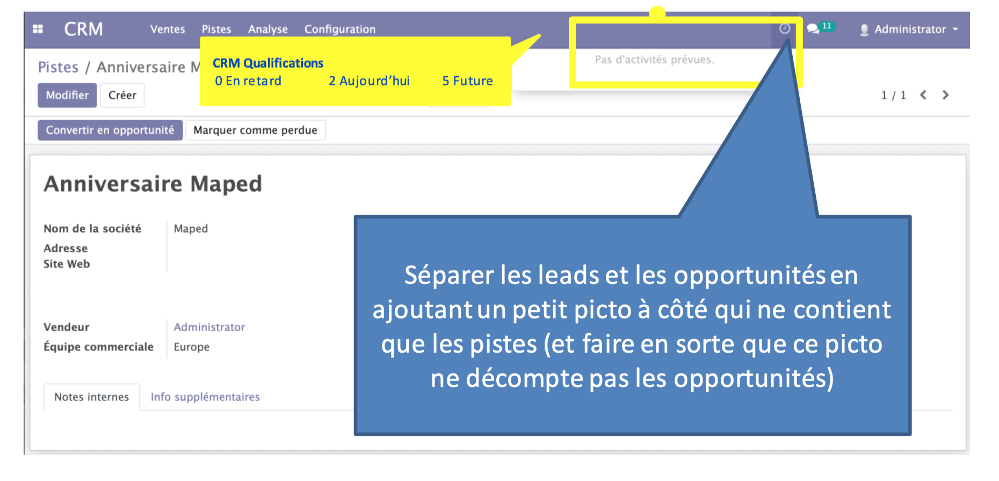 CRM Ventes Pistes Analyse Configuration 11 Administrator
Pistes / Anniversaire M
CRM Qualifications
0 En retard 2 Aujourd’hui 5 Future
Pas d'activités prévues.
Modifier Créer 1 / 1
Convertir en opportunité Marquer comme perdue
Anniversaire Maped
Nom de la société Maped
Adresse
Site Web
Vendeur Administrator
Équipe commerciale Europe
Notes internes Info supplémentaires
Séparer les leads et les opportunités en
ajoutant un petit picto à côté qui ne contient
que les pistes (et faire en sorte que ce picto
ne décompte pas les opportunités)